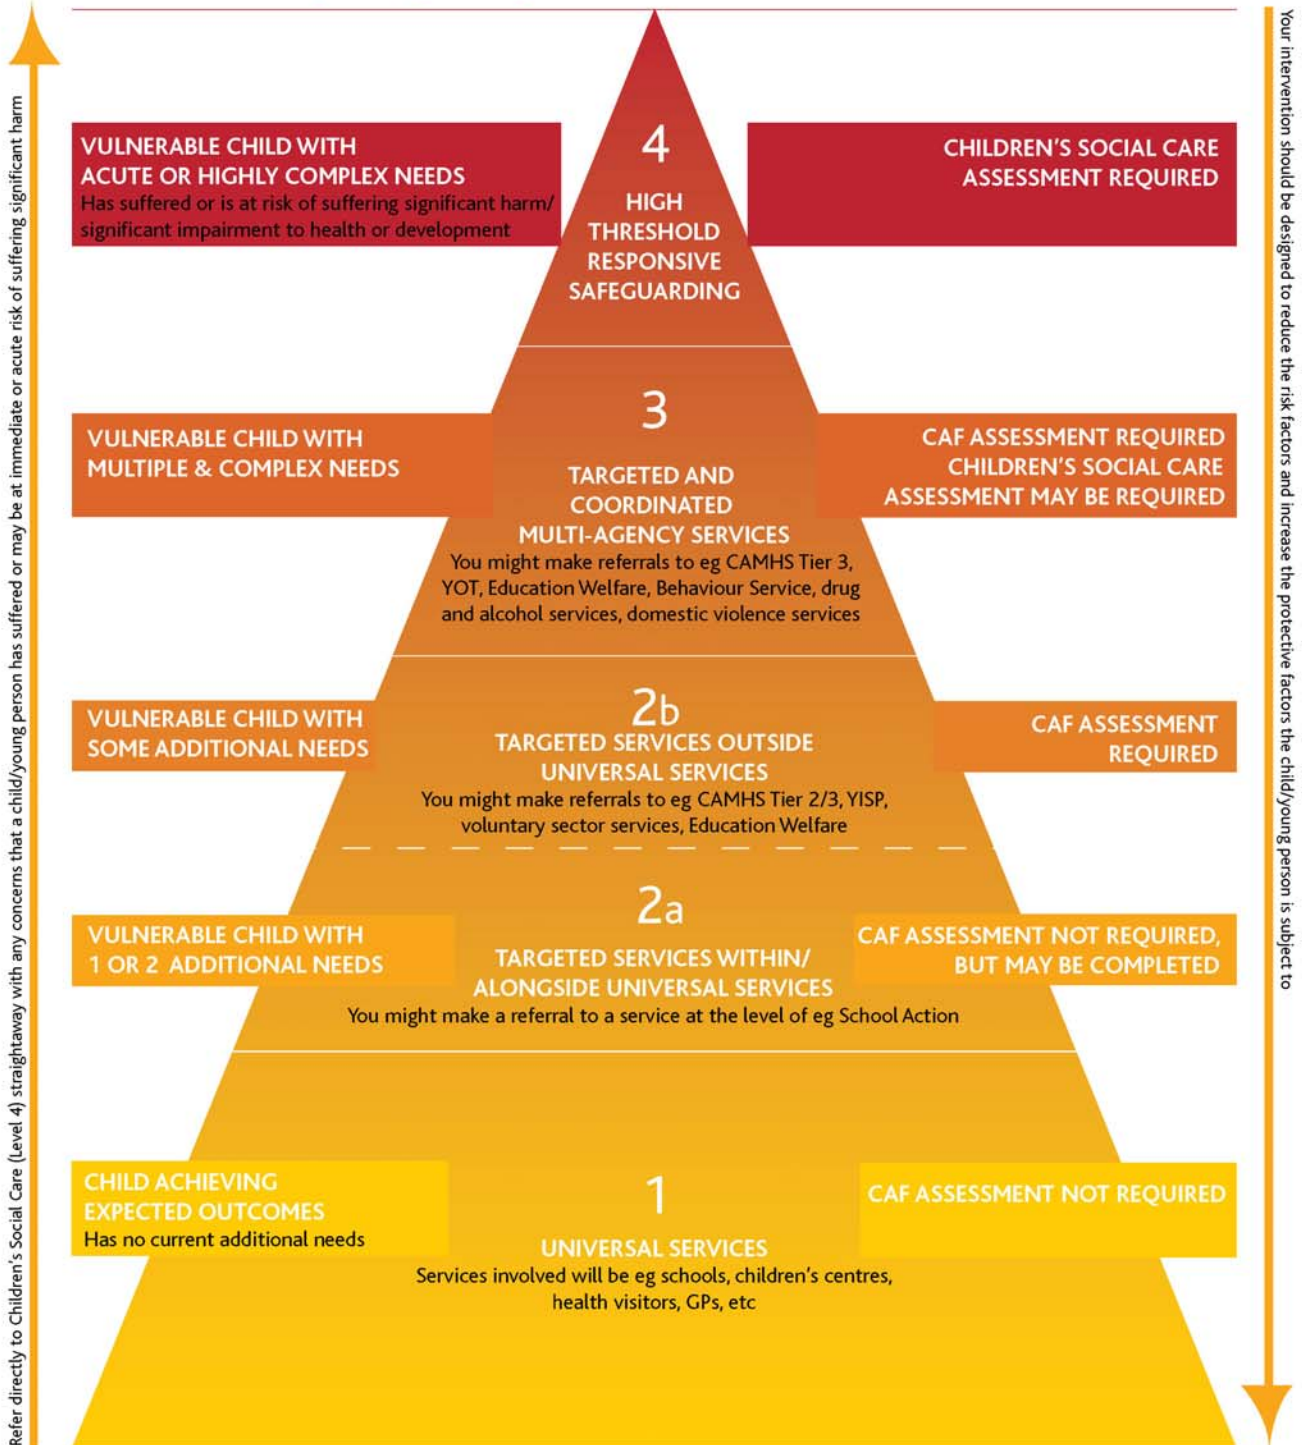 Refer directly to Children's Social Care (Level 4) straightaway with any concerns that a child/young person has suffered or may be at immediate or acute risk of suffering significant harm
VULNERABLE CHILD WITH
ACUTE OR HIGHLY COMPLEX NEEDS
Has suffered or is at risk of suffering significant harm/
significant impairment to health or development
4
HIGH
THRESHOLD
RESPONSIVE
SAFEGUARDING
CHILDREN'S SOCIAL CARE
ASSESSMENT REQUIRED
VULNERABLE CHILD WITH
MULTIPLE & COMPLEX NEEDS
3
TARGETED AND
COORDINATED
MULTI-AGENCY SERVICES
You might make referrals to eg CAMHS Tier 3,
YOT, Education Welfare, Behaviour Service, drug
and alcohol services, domestic violence services
CAF ASSESSMENT REQUIRED
CHILDREN'S SOCIAL CARE
ASSESSMENT MAY BE REQUIRED
VULNERABLE CHILD WITH
SOME ADDITIONAL NEEDS
2b
TARGETED SERVICES OUTSIDE
UNIVERSAL SERVICES
You might make referrals to eg CAMHS Tier 2/3, YISP,
voluntary sector services, Education Welfare
CAF ASSESSMENT
REQUIRED
VULNERABLE CHILD WITH
1 OR 2 ADDITIONAL NEEDS
2a
TARGETED SERVICES WITHIN/
ALONGSIDE UNIVERSAL SERVICES
You might make a referral to a service at the level of eg School Action
CAF ASSESSMENT NOT REQUIRED,
BUT MAY BE COMPLETED
CHILD ACHIEVING
EXPECTED OUTCOMES
Has no current additional needs
1
UNIVERSAL SERVICES
Services involved will be eg schools, children's centres,
health visitors, GPs, etc
CAF ASSESSMENT NOT REQUIRED
Your intervention should be designed to reduce the risk factors and increase the protective factors the child/young person is subject to